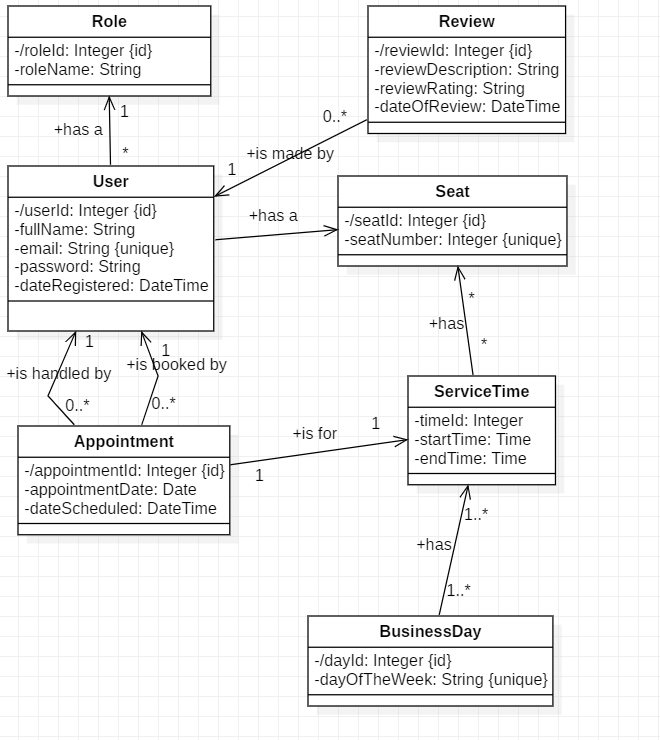 Role
-/roleId: Integer {id}
-roleName: String
Review
-/reviewId: Integer {id}
-reviewDescription: String
-reviewRating: String
-dateOfReview: DateTime
1
+has a
*
0..*
+is made by
1
User
-/userId: Integer {id}
-fullName: String
-email: String {unique}
-password: String
-dateRegistered: DateTime
+has a
Seat
-/seatId: Integer {id}
-seatNumber: Integer {unique}
*
+has
*
1
+is handled by
0..*
1
+is booked by
0..*
ServiceTime
-timeId: Integer
-startTime: Time
-endTime: Time
1
+is for
1
Appointment
-/appointmentId: Integer {id}
-appointmentDate: Date
-dateScheduled: DateTime
1..*
+has
1..*
BusinessDay
-/dayId: Integer {id}
-dayOfTheWeek: String {unique}